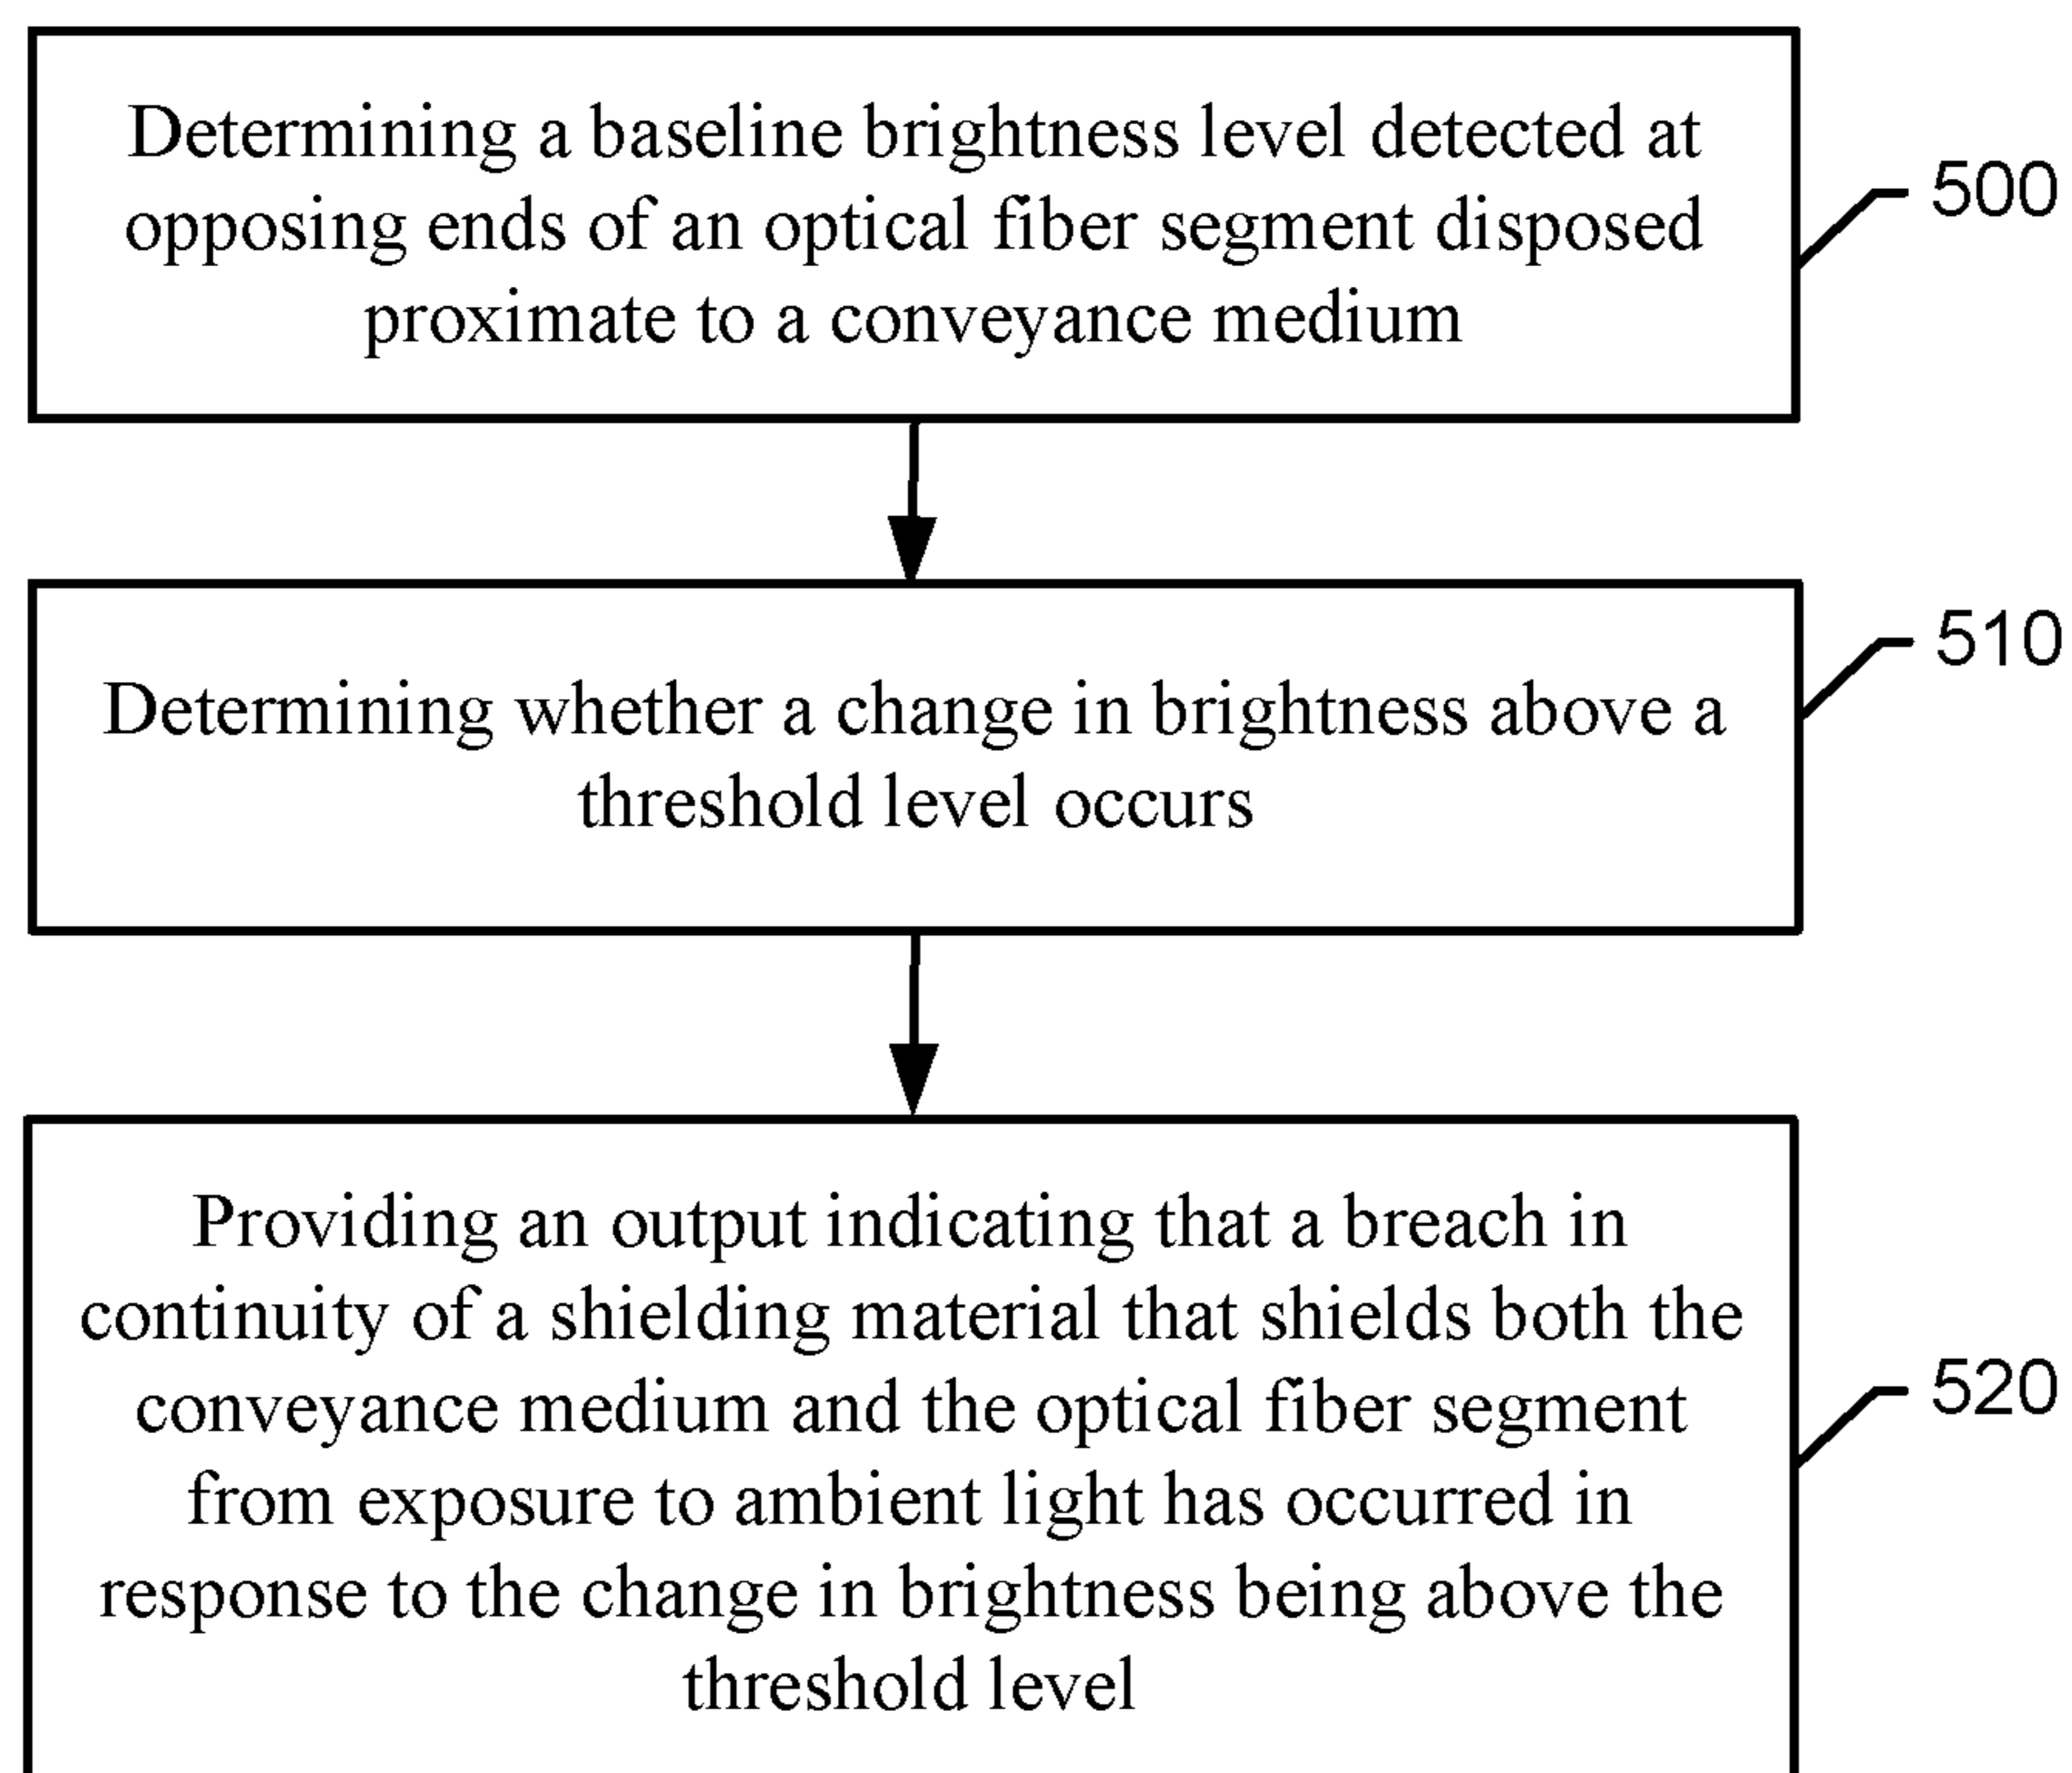 Determining a baseline brightness level detected at
opposing ends of an optical fiber segment disposed
proximate to a conveyance medium
500
Determining whether a change in brightness above a
threshold level occurs
510
Providing an output indicating that a breach in
continuity of a shielding material that shields both the
conveyance medium and the optical fiber segment
from exposure to ambient light has occurred in
response to the change in brightness being above the
threshold level
520